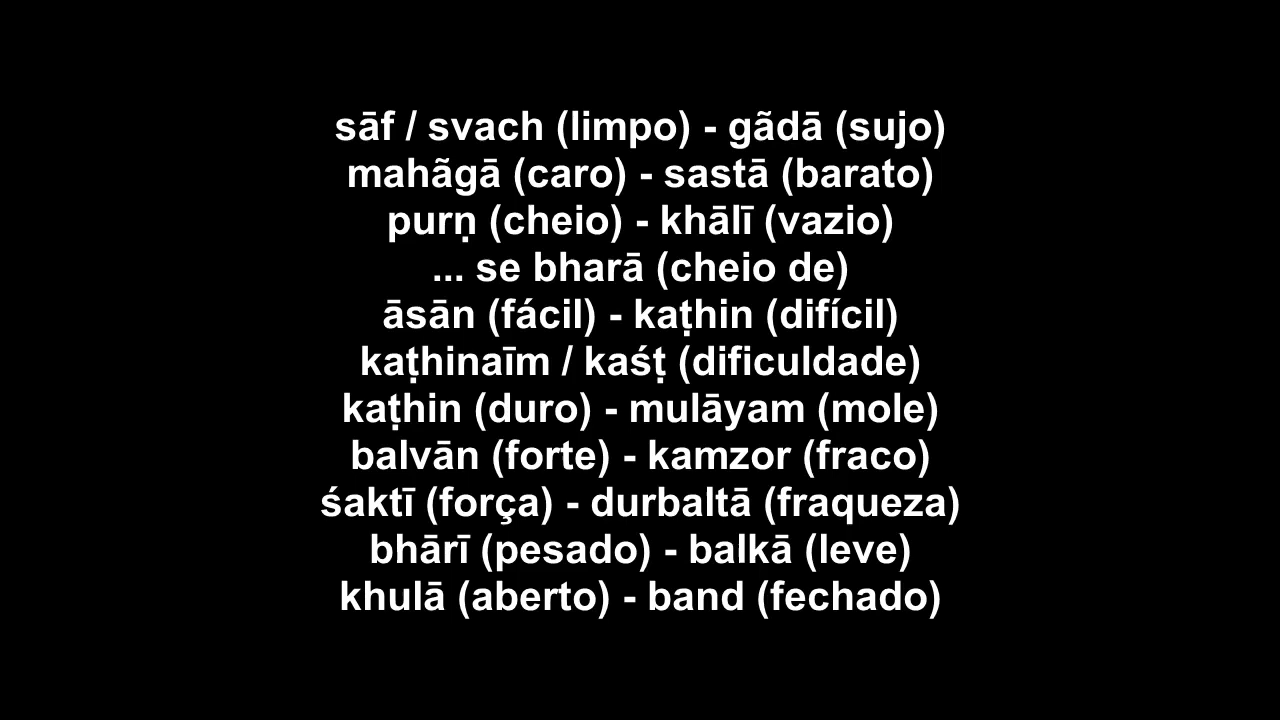 sāf / svach (limpo) - gãdā (sujo)
mahãgā (caro) - sastā (barato)
purṇ (cheio) - khālī (vazio)
... se bharā (cheio de)
āsān (fácil) - kaṭhin (difícil)
kaṭhinaīm / kaśṭ (dificuldade)
kaṭhin (duro) - mulāyam (mole)
balvān (forte) - kamzor (fraco)
śaktī (força) - durbaltā (fraqueza)
bhārī (pesado) - balkā (leve)
khulā (aberto) - band (fechado)